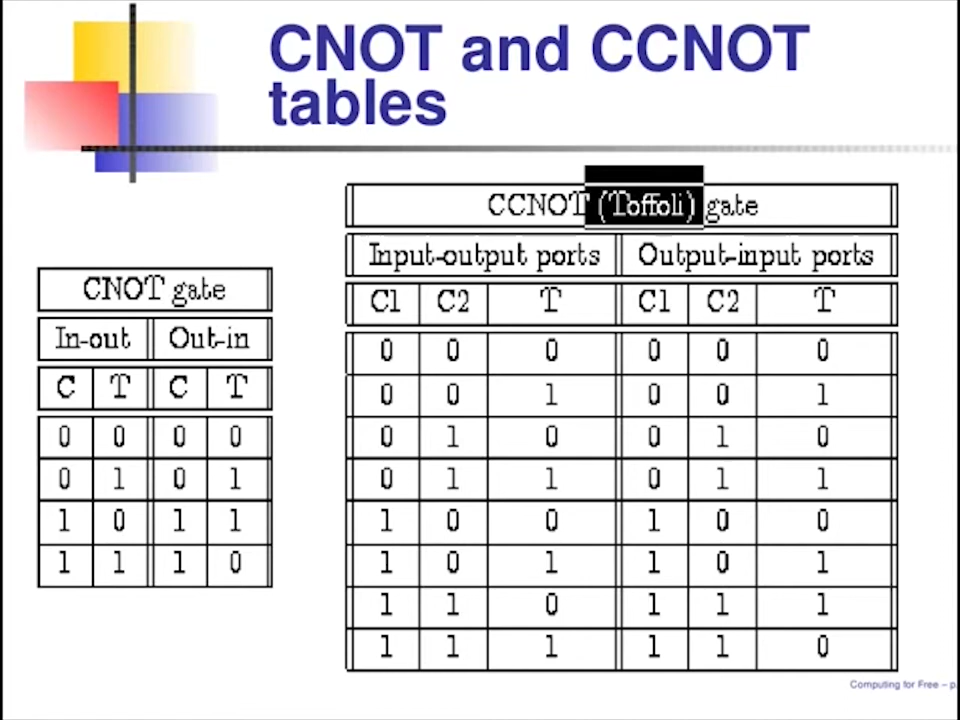 CNOT and CCNOT
tables
CNOT gate
In-out Out-in
C T C T
0 0 0 0
0 1 0 1
1 0 1 1
1 1 1 0
CCNOT (Toffoli) gate
Input-output ports Output-input ports
C1 C2 T C1 C2 T
0 0 0 0 0 0
0 0 1 0 0 1
0 1 0 0 1 0
0 1 1 0 1 1
1 0 0 1 0 0
1 0 1 1 0 1
1 1 0 1 1 1
1 1 1 1 1 0
Computing for Free – p.